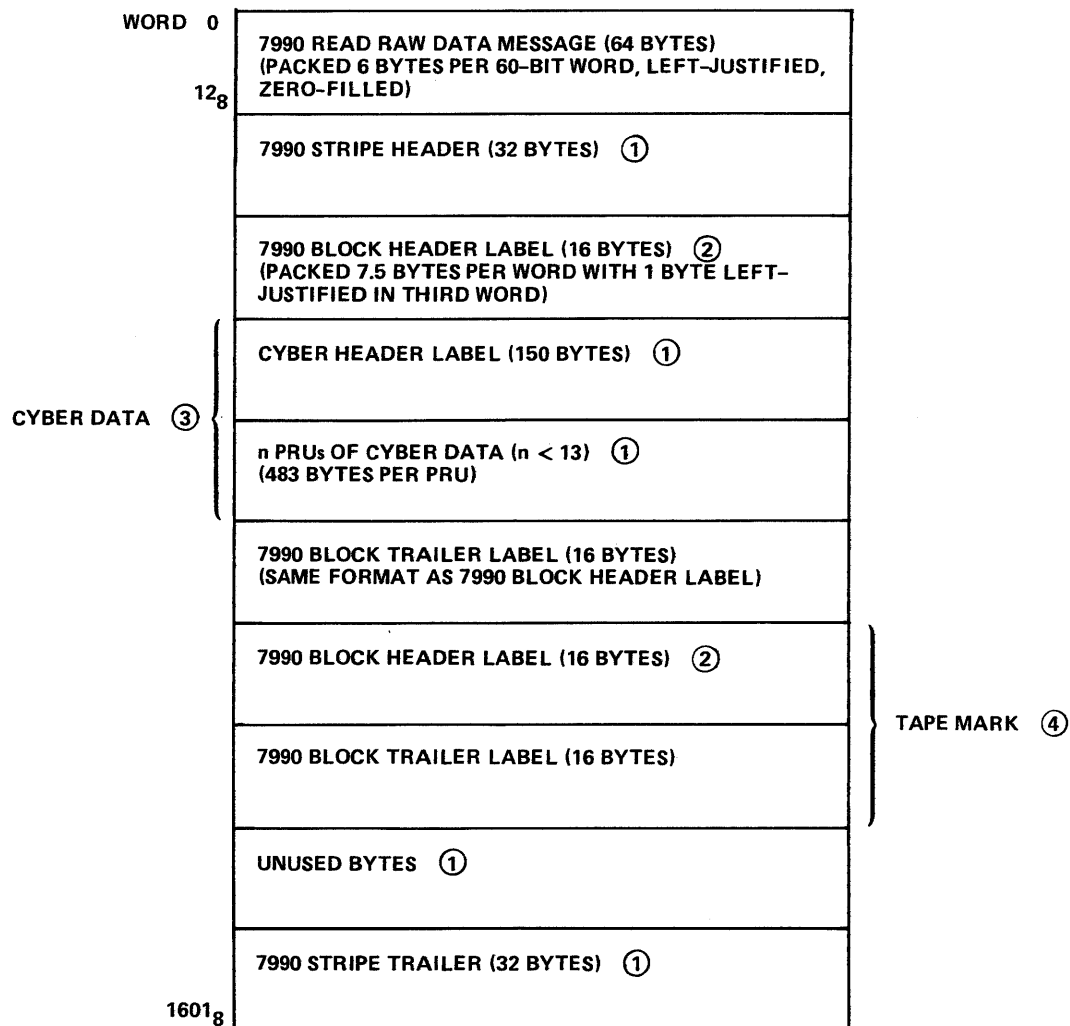 WORD 0
7990 READ RAW DATA MESSAGE (64 BYTES)
(PACKED 6 BYTES PER 60-BIT WORD, LEFT-JUSTIFIED,
ZERO-FILLED)
12₈
7990 STRIPE HEADER (32 BYTES) ①
7990 BLOCK HEADER LABEL (16 BYTES) ②
(PACKED 7.5 BYTES PER WORD WITH 1 BYTE LEFT-
JUSTIFIED IN THIRD WORD)
CYBER HEADER LABEL (150 BYTES) ①
CYBER DATA ③
n PRUs OF CYBER DATA (n < 13) ①
(483 BYTES PER PRU)
7990 BLOCK TRAILER LABEL (16 BYTES)
(SAME FORMAT AS 7990 BLOCK HEADER LABEL)
7990 BLOCK HEADER LABEL (16 BYTES) ②
TAPE MARK ④
7990 BLOCK TRAILER LABEL (16 BYTES)
UNUSED BYTES ①
7990 STRIPE TRAILER (32 BYTES) ①
1601₈